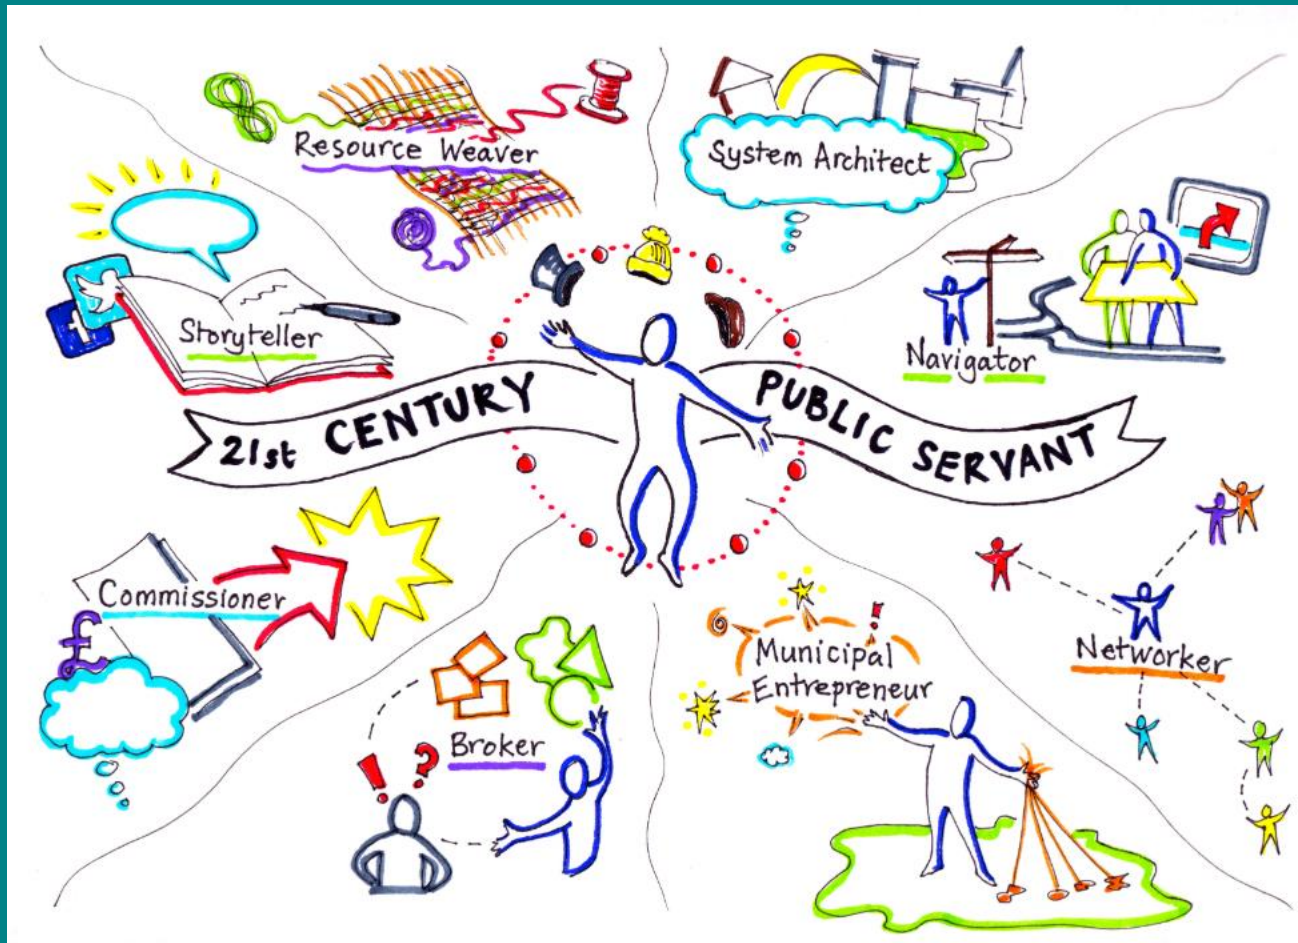 Resource Weaver
System Architect
Storyteller
Navigator
21st CENTURY
PUBLIC SERVANT
Commissioner
£
Broker
! ?
!
Municipal
Entrepreneur
Networker